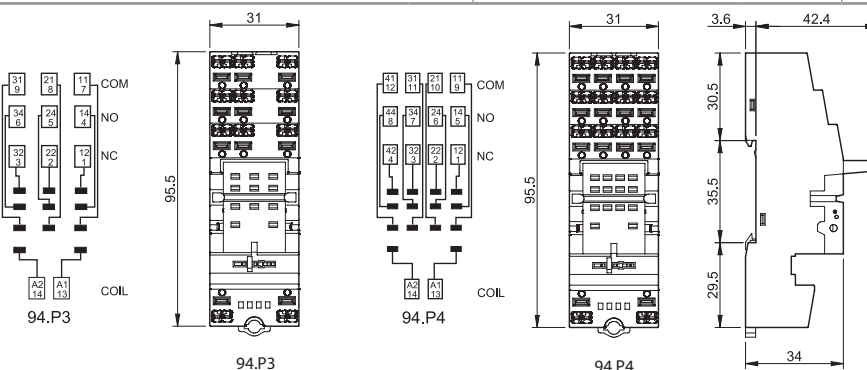 31
31
3.6
42.4
31 21 11
9 8 7
COM
34 24 14
6 5 4
NO
32 22 12
3 2 1
NC
A2 A1
14 13
COIL
94.P3
95.5
94.P3
41 31 21 11
12 11 10 9
COM
44 34 24 14
8 7 6 5
NO
42 32 22 12
4 3 2 1
NC
A2 A1
14 13
COIL
94.P4
95.5
94.P4
30.5
35.5
29.5
34